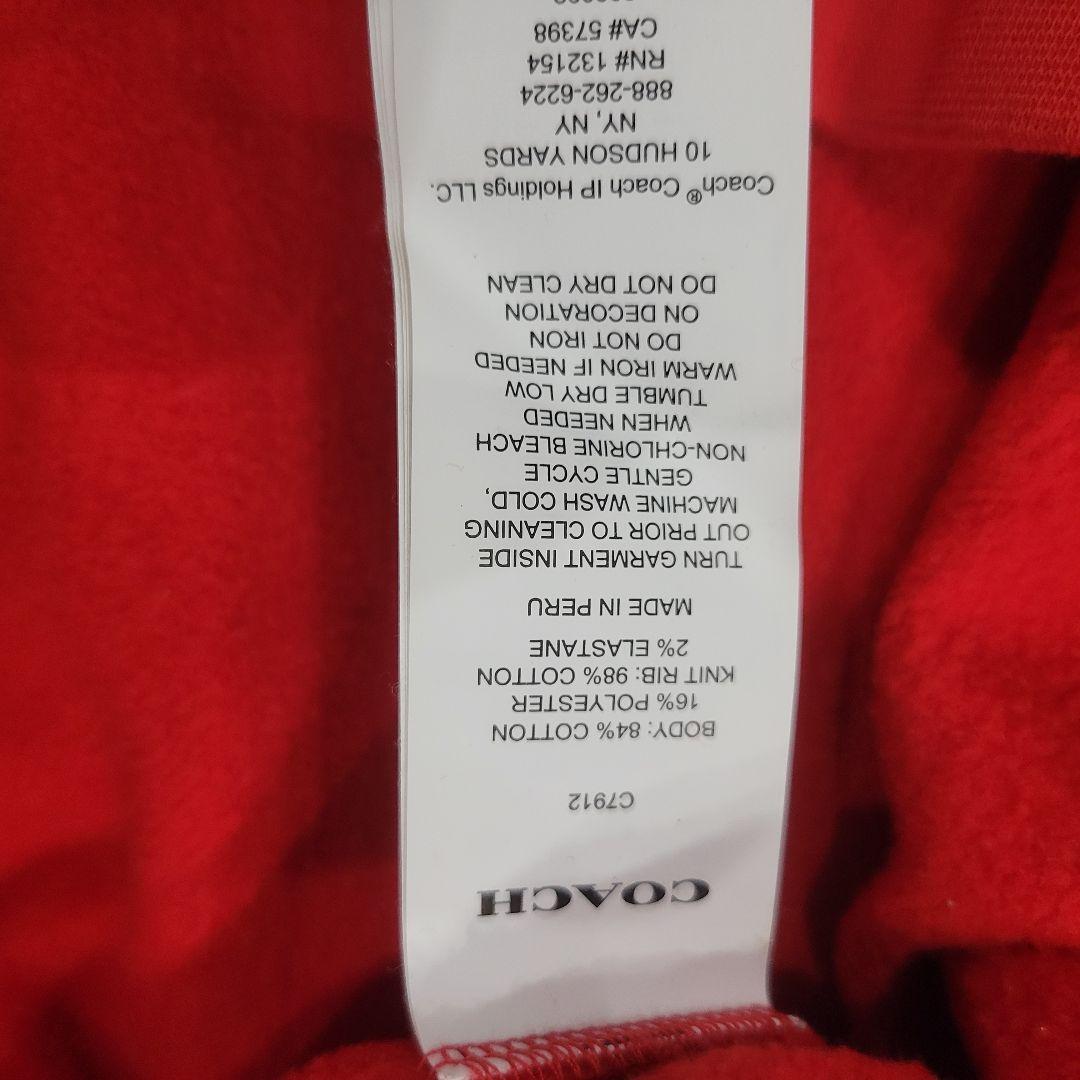 COACH
C7912
BODY: 84% COTTON
16% POLYESTER
KNIT RIB: 98% COTTON
2% ELASTANE
MADE IN PERU
TURN GARMENT INSIDE
OUT PRIOR TO CLEANING
MACHINE WASH COLD,
GENTLE CYCLE
NON-CHLORINE BLEACH
WHEN NEEDED
TUMBLE DRY LOW
WARM IRON IF NEEDED
DO NOT IRON
ON DECORATION
DO NOT DRY CLEAN
Coach® Coach IP Holdings LLC.
10 HUDSON YARDS
NY, NY
888-262-6224
RN# 132154
CA# 57398